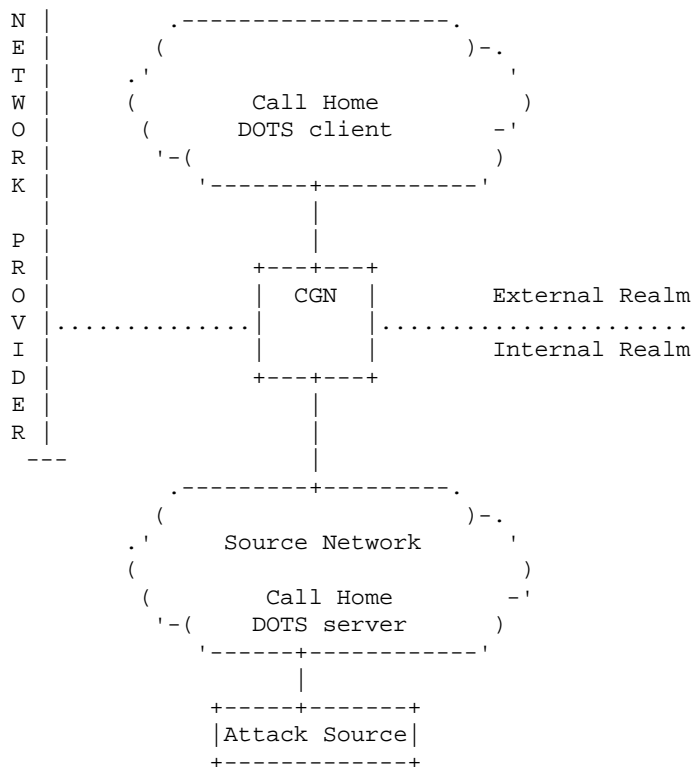 NETWORK PROVIDER
Call Home
DOTS client
CGN
External Realm
Internal Realm
Source Network
Call Home
DOTS server
Attack Source